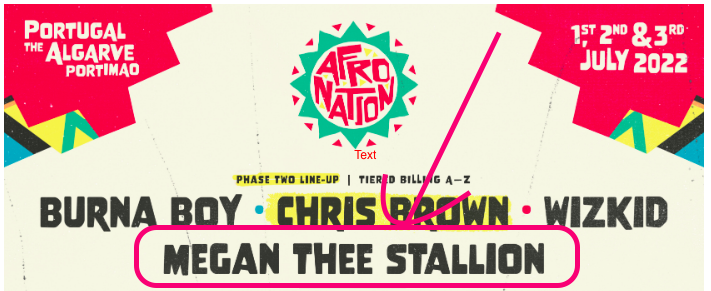 PORTUGAL
THE ALGARVE
PORTIMAO
1ST, 2ND & 3RD
JULY 2022
AFRO
NATION
Text
PHASE TWO LINE-UP | TIERED BILLING A–Z
BURNA BOY • CHRIS BROWN • WIZKID
MEGAN THEE STALLION